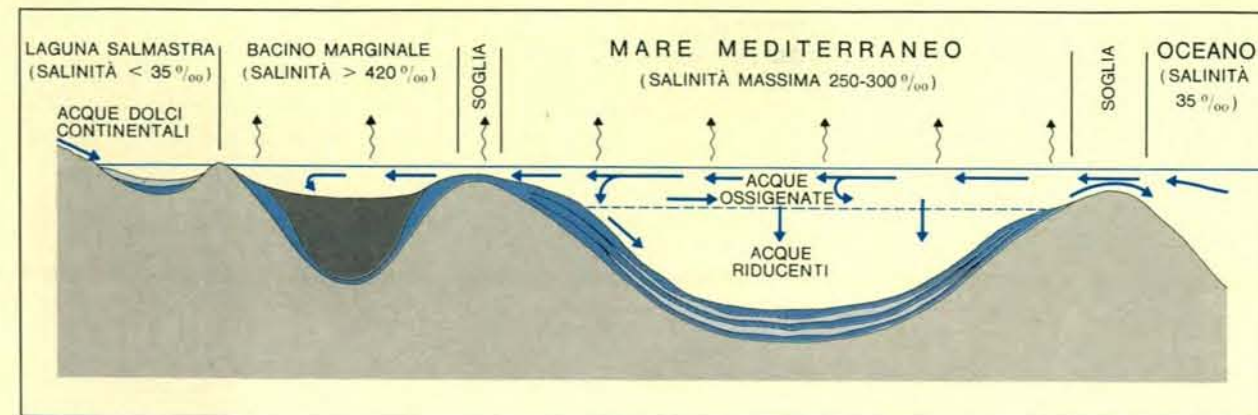 LAGUNA SALMASTRA
(SALINITÀ < 35 ‰)
BACINO MARGINALE
(SALINITÀ > 420 ‰)
SOGLIA
MARE MEDITERRANEO
(SALINITÀ MASSIMA 250-300 ‰)
SOGLIA
OCEANO
(SALINITÀ
35 ‰)
ACQUE DOLCI
CONTINENTALI
ACQUE
OSSIGENATE
ACQUE
RIDUCENTI